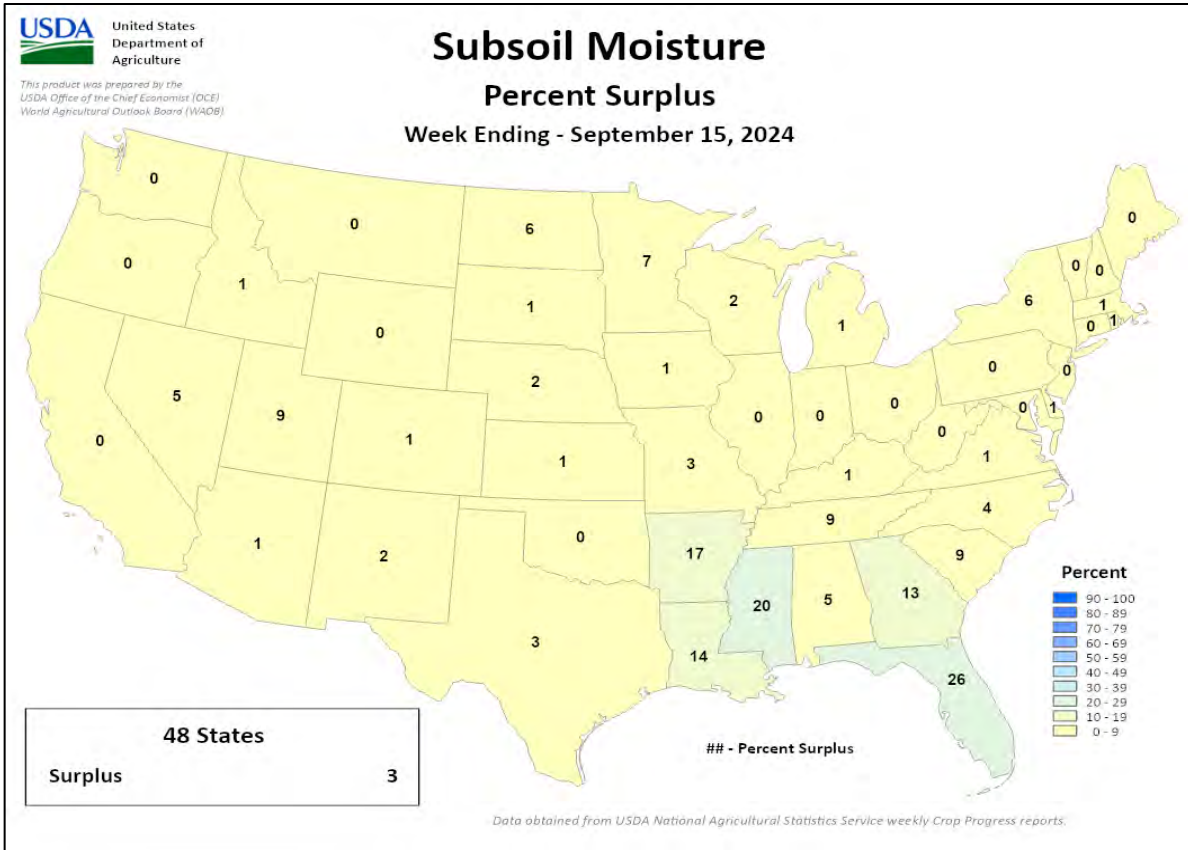 USDA
United States
Department of
Agriculture
This product was prepared by the
USDA Office of the Chief Economist (OCE)
World Agricultural Outlook Board (WAOB)
Subsoil Moisture
Percent Surplus
Week Ending - September 15, 2024
0
0
6
0
7
0
0
0
1
0
1
2
1
6
1
0
1
0
5
9
1
2
1
0
0
0
0
0
0
1
0
0
1
3
1
1
1
2
0
9
4
17
20
5
13
9
3
14
26
Percent
90 - 100
80 - 89
70 - 79
60 - 69
50 - 59
40 - 49
30 - 39
20 - 29
10 - 19
0 - 9
48 States
Surplus 3
## - Percent Surplus
Data obtained from USDA National Agricultural Statistics Service weekly Crop Progress reports.